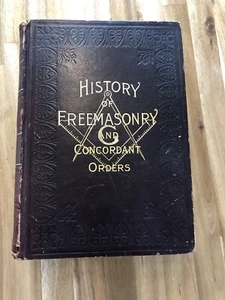 HISTORY
OF
FREEMASONRY
G
AND
CONCORDANT
ORDERS